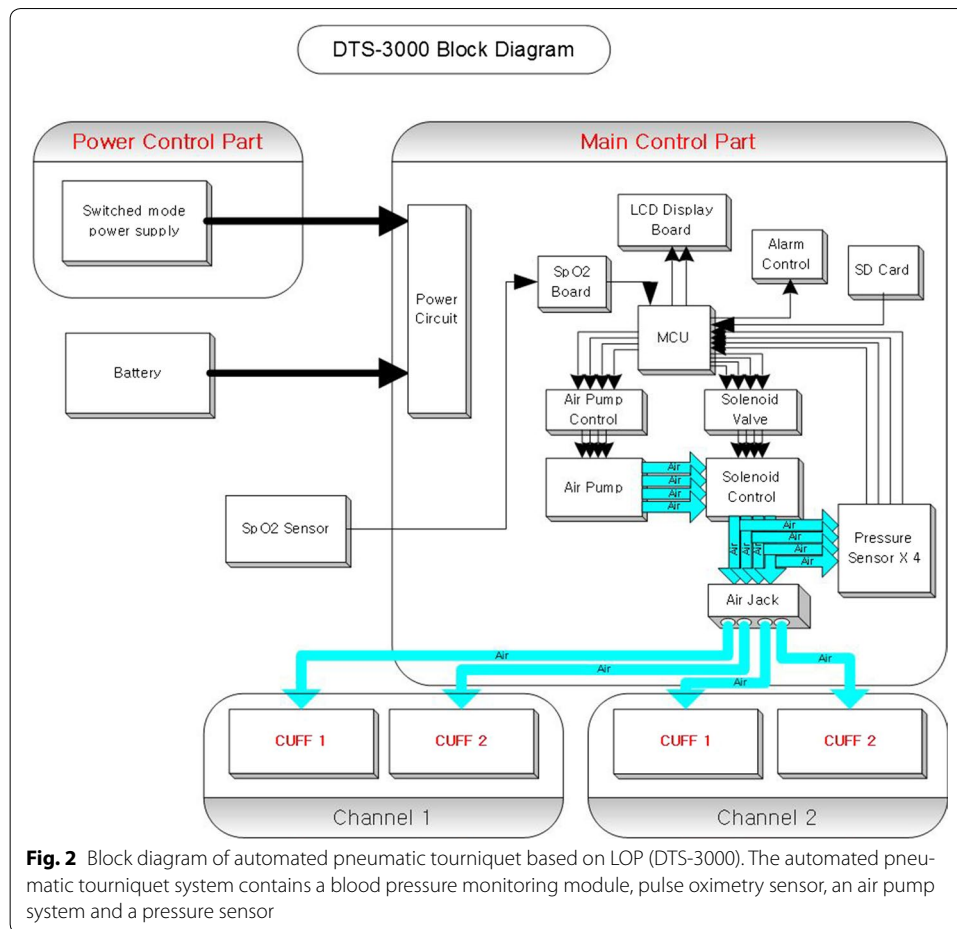 DTS-3000 Block Diagram
Power Control Part
Main Control Part
Switched mode
power supply
LCD Display
Board
Alarm
Control
SD Card
SpO2
Board
Power
Circuit
MCU
Battery
Air Pump
Control
Solenoid
Valve
Air Pump
Air
Air
Air
Air
Solenoid
Control
SpO2 Sensor
Air
Air
Air
Air
Air
Air
Air
Air
Pressure
Sensor X 4
Air Jack
Air
Air
Air
Air
CUFF 1
CUFF 2
CUFF 1
CUFF 2
Channel 1
Channel 2
Fig. 2 Block diagram of automated pneumatic tourniquet based on LOP (DTS-3000). The automated pneu-
matic tourniquet system contains a blood pressure monitoring module, pulse oximetry sensor, an air pump
system and a pressure sensor